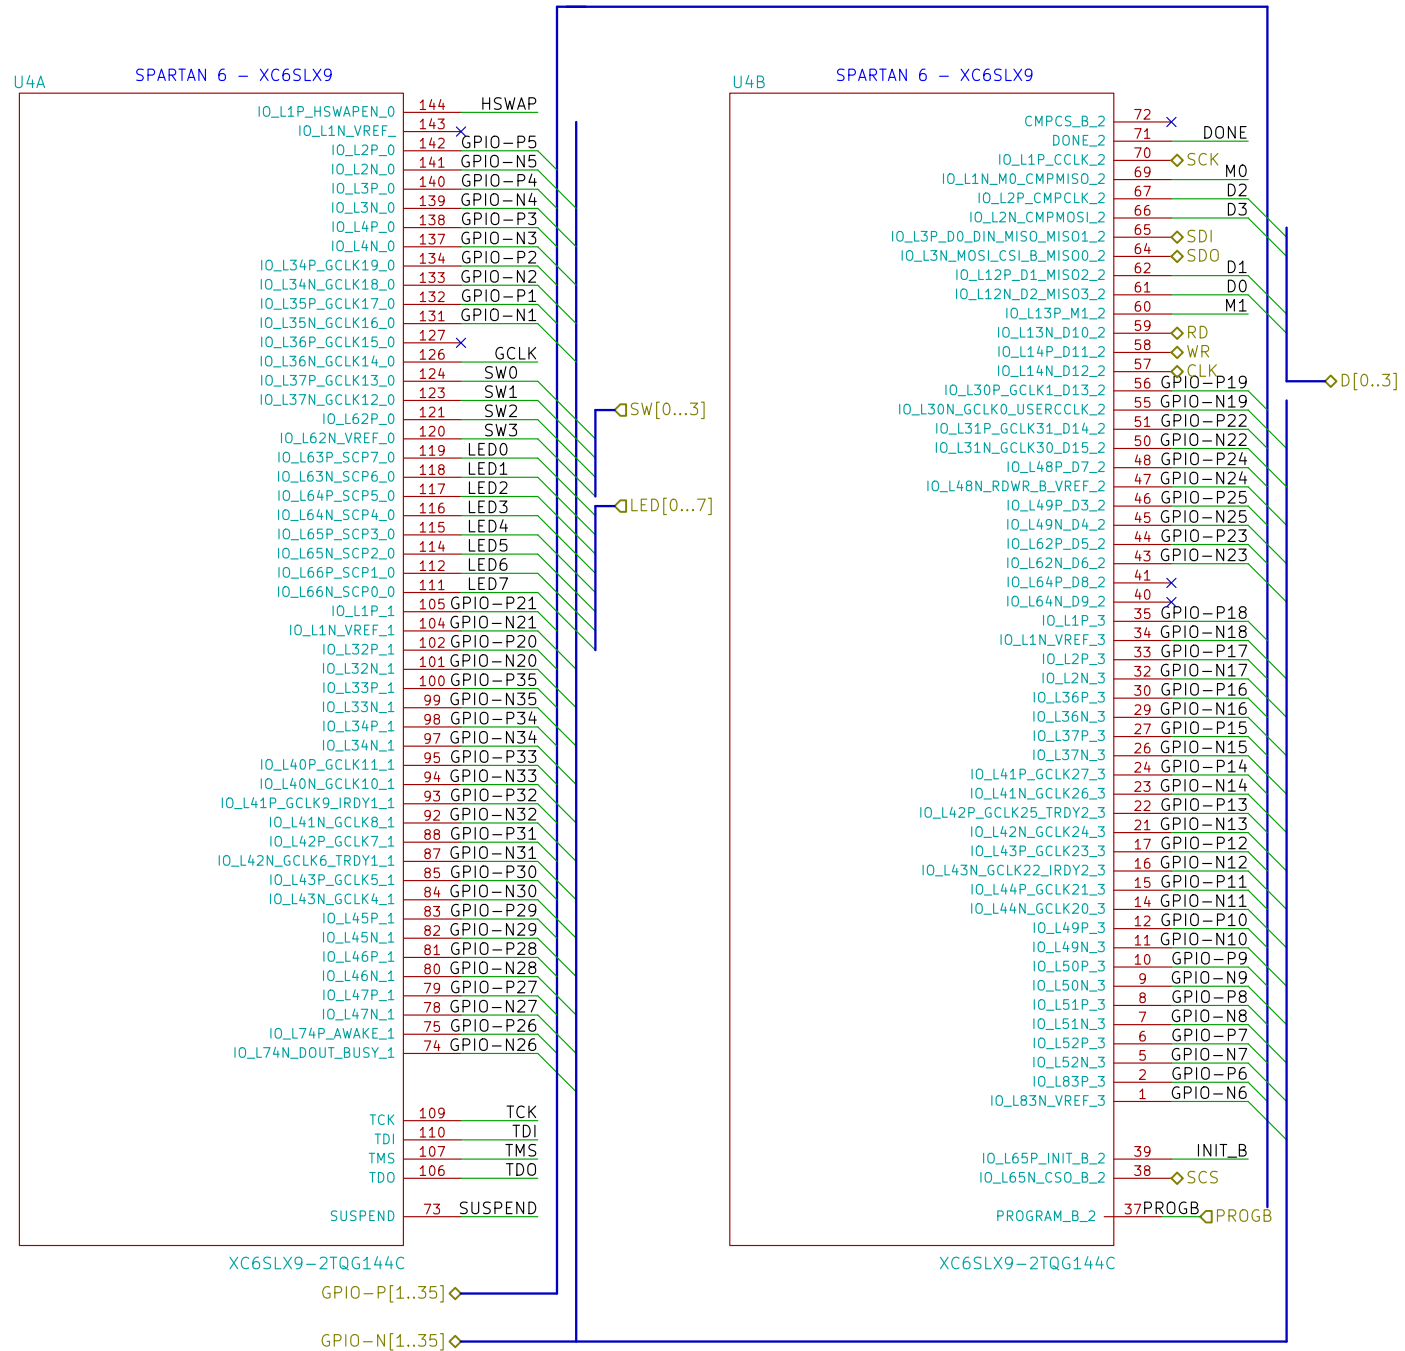 SPARTAN 6 - XC6SLX9
U4A
IO_L1P_HSWAPEN_0 144 HSWAP
IO_L1N_VREF_ 143
IO_L2P_0 142 GPIO-P5
IO_L2N_0 141 GPIO-N5
IO_L3P_0 140 GPIO-P4
IO_L3N_0 139 GPIO-N4
IO_L4P_0 138 GPIO-P3
IO_L4N_0 137 GPIO-N3
IO_L34P_GCLK19_0 134 GPIO-P2
IO_L34N_GCLK18_0 133 GPIO-N2
IO_L35P_GCLK17_0 132 GPIO-P1
IO_L35N_GCLK16_0 131 GPIO-N1
IO_L36P_GCLK15_0 127
IO_L36N_GCLK14_0 126 GCLK
IO_L37P_GCLK13_0 124 SW0
IO_L37N_GCLK12_0 123 SW1
IO_L62P_0 121 SW2
IO_L62N_VREF_0 120 SW3
IO_L63P_SCP7_0 119 LED0
IO_L63N_SCP6_0 118 LED1
IO_L64P_SCP5_0 117 LED2
IO_L64N_SCP4_0 116 LED3
IO_L65P_SCP3_0 115 LED4
IO_L65N_SCP2_0 114 LED5
IO_L66P_SCP1_0 112 LED6
IO_L66N_SCP0_0 111 LED7
IO_L1P_1 105 GPIO-P21
IO_L1N_VREF_1 104 GPIO-N21
IO_L32P_1 102 GPIO-P20
IO_L32N_1 101 GPIO-N20
IO_L33P_1 100 GPIO-P35
IO_L33N_1 99 GPIO-N35
IO_L34P_1 98 GPIO-P34
IO_L34N_1 97 GPIO-N34
IO_L40P_GCLK11_1 95 GPIO-P33
IO_L40N_GCLK10_1 94 GPIO-N33
IO_L41P_GCLK9_IRDY1_1 93 GPIO-P32
IO_L41N_GCLK8_1 92 GPIO-N32
IO_L42P_GCLK7_1 88 GPIO-P31
IO_L42N_GCLK6_TRDY1_1 87 GPIO-N31
IO_L43P_GCLK5_1 85 GPIO-P30
IO_L43N_GCLK4_1 84 GPIO-N30
IO_L45P_1 83 GPIO-P29
IO_L45N_1 82 GPIO-N29
IO_L46P_1 81 GPIO-P28
IO_L46N_1 80 GPIO-N28
IO_L47P_1 79 GPIO-P27
IO_L47N_1 78 GPIO-N27
IO_L74P_AWAKE_1 75 GPIO-P26
IO_L74N_DOUT_BUSY_1 74 GPIO-N26
TCK 109 TCK
TDI 110 TDI
TMS 107 TMS
TDO 106 TDO
SUSPEND 73 SUSPEND
XC6SLX9-2TQG144C
GPIO-P[1..35]
GPIO-N[1..35]
SW[0...3]
LED[0...7]
SPARTAN 6 - XC6SLX9
U4B
CMPCS_B_2 72
DONE_2 71 DONE
IO_L1P_CCLK_2 70 SCK
IO_L1N_M0_CMPMISO_2 69 M0
IO_L2P_CMPCLK_2 67 D2
IO_L2N_CMPMOSI_2 66 D3
IO_L3P_D0_DIN_MISO_MISO1_2 65 SDI
IO_L3N_MOSI_CSI_B_MISO0_2 64 SDO
IO_L12P_D1_MISO2_2 62 D1
IO_L12N_D2_MISO3_2 61 D0
IO_L13P_M1_2 60 M1
IO_L13N_D10_2 59 RD
IO_L14P_D11_2 58 WR
IO_L14N_D12_2 57 CLK
IO_L30P_GCLK1_D13_2 56 GPIO-P19
IO_L30N_GCLK0_USERCCLK_2 55 GPIO-N19
IO_L31P_GCLK31_D14_2 51 GPIO-P22
IO_L31N_GCLK30_D15_2 50 GPIO-N22
IO_L48P_D7_2 48 GPIO-P24
IO_L48N_RDWR_B_VREF_2 47 GPIO-N24
IO_L49P_D3_2 46 GPIO-P25
IO_L49N_D4_2 45 GPIO-N25
IO_L62P_D5_2 44 GPIO-P23
IO_L62N_D6_2 43 GPIO-N23
IO_L64P_D8_2 41
IO_L64N_D9_2 40
IO_L1P_3 35 GPIO-P18
IO_L1N_VREF_3 34 GPIO-N18
IO_L2P_3 33 GPIO-P17
IO_L2N_3 32 GPIO-N17
IO_L36P_3 30 GPIO-P16
IO_L36N_3 29 GPIO-N16
IO_L37P_3 27 GPIO-P15
IO_L37N_3 26 GPIO-N15
IO_L41P_GCLK27_3 24 GPIO-P14
IO_L41N_GCLK26_3 23 GPIO-N14
IO_L42P_GCLK25_TRDY2_3 22 GPIO-P13
IO_L42N_GCLK24_3 21 GPIO-N13
IO_L43P_GCLK23_3 17 GPIO-P12
IO_L43N_GCLK22_IRDY2_3 16 GPIO-N12
IO_L44P_GCLK21_3 15 GPIO-P11
IO_L44N_GCLK20_3 14 GPIO-N11
IO_L49P_3 12 GPIO-P10
IO_L49N_3 11 GPIO-N10
IO_L50P_3 10 GPIO-P9
IO_L50N_3 9 GPIO-N9
IO_L51P_3 8 GPIO-P8
IO_L51N_3 7 GPIO-N8
IO_L52P_3 6 GPIO-P7
IO_L52N_3 5 GPIO-N7
IO_L83P_3 2 GPIO-P6
IO_L83N_VREF_3 1 GPIO-N6
IO_L65P_INIT_B_2 39 INIT_B
IO_L65N_CSO_B_2 38 SCS
PROGRAM_B_2 37 PROGB PROGB
XC6SLX9-2TQG144C
D[0..3]